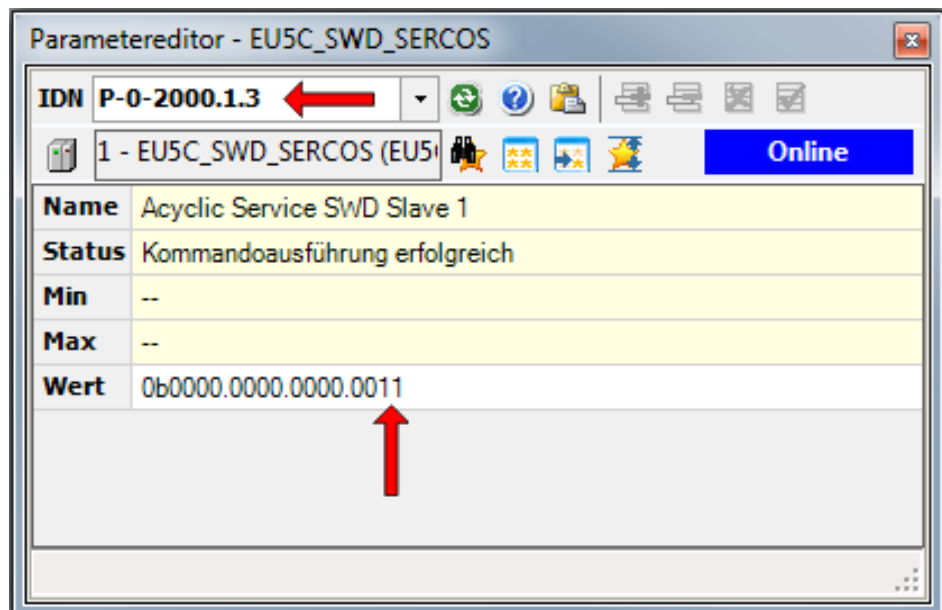 Parametereditor - EU5C_SWD_SERCOS
IDN P-0-2000.1.3
1 - EU5C_SWD_SERCOS (EU5 Online
Name Acyclic Service SWD Slave 1
Status Kommandoausführung erfolgreich
Min --
Max --
Wert 0b0000.0000.0000.0011